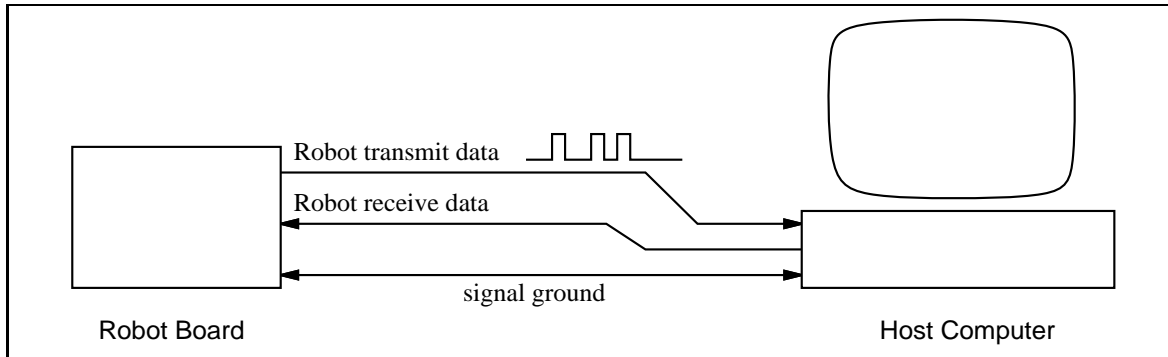 Robot transmit data
Robot receive data
signal ground
Robot Board
Host Computer